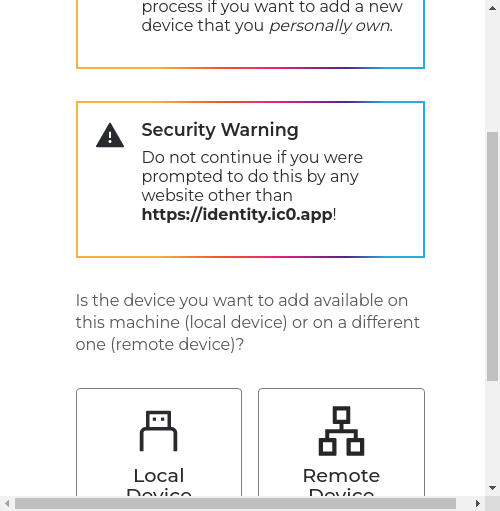 process if you want to add a new
device that you personally own.
Security Warning
Do not continue if you were
prompted to do this by any
website other than
https://identity.ic0.app!
Is the device you want to add available on
this machine (local device) or on a different
one (remote device)?
Local
Device
Remote
Device